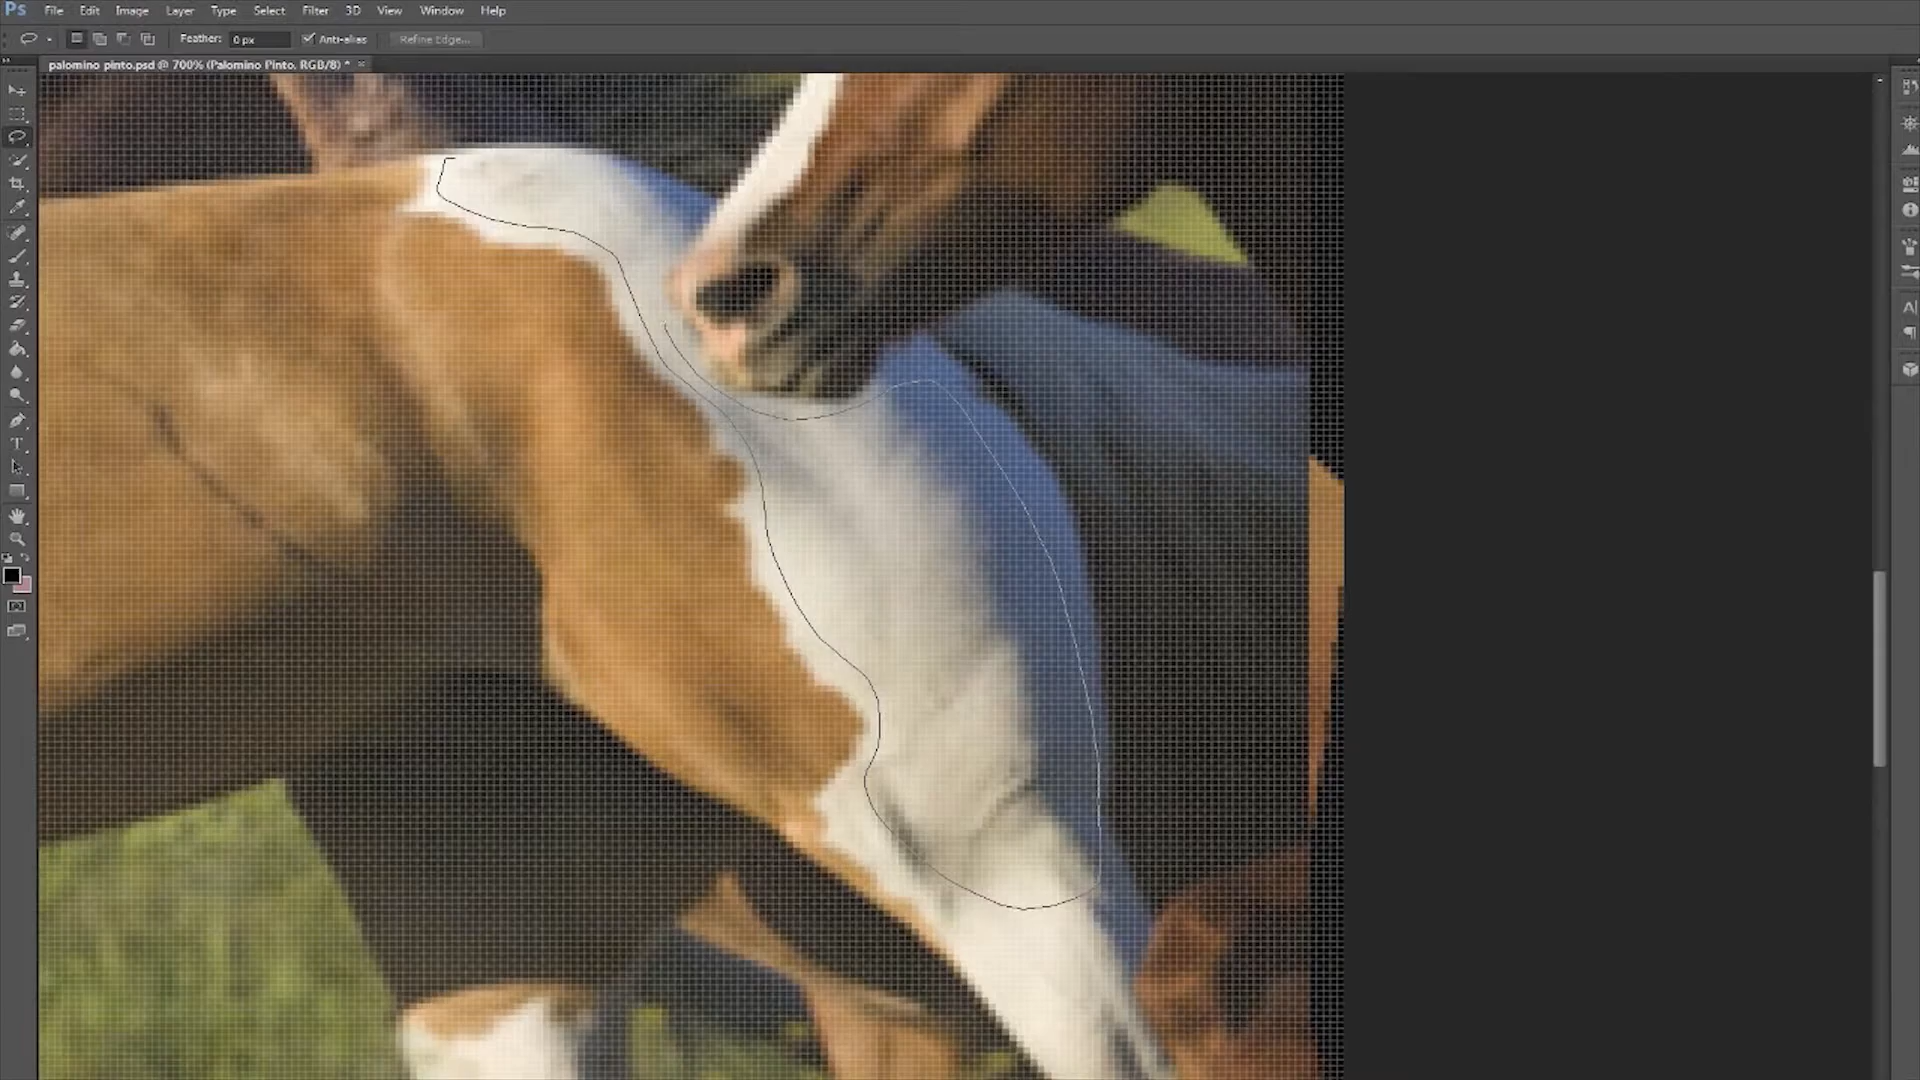 Ps File Edit Image Layer Type Select Filter 3D View Window Help
Feather: 0 px Anti-alias Refine Edge...
palomino pinto.psd @ 700% (Palomino Pinto, RGB/8) * ×
T
A